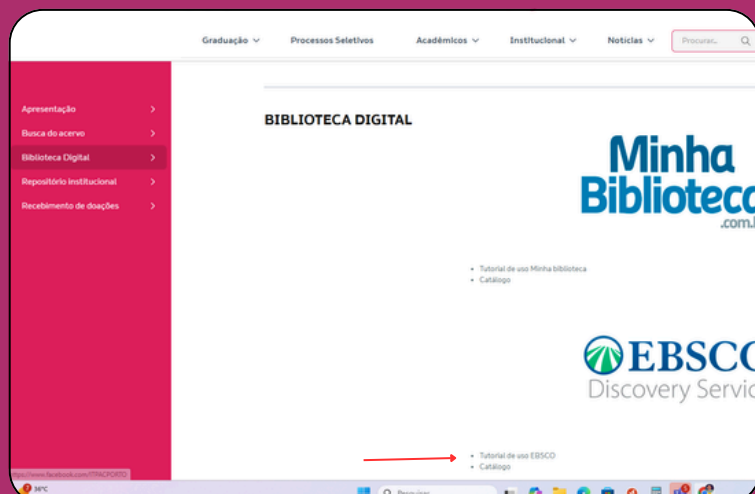 Graduação
Processos Seletivos
Acadêmicos
Institucional
Notícias
Procurar...
Apresentação
Busca do acervo
Biblioteca Digital
Repositório institucional
Recebimento de doações
BIBLIOTECA DIGITAL
Minha
Biblioteca
.com.
Tutorial de uso Minha biblioteca
Catálogo
EBSCO
Discovery Servic
Tutorial de uso EBSCO
Catálogo
https://www.facebook.com/ITPACPORTO
34°C
Pesquisar